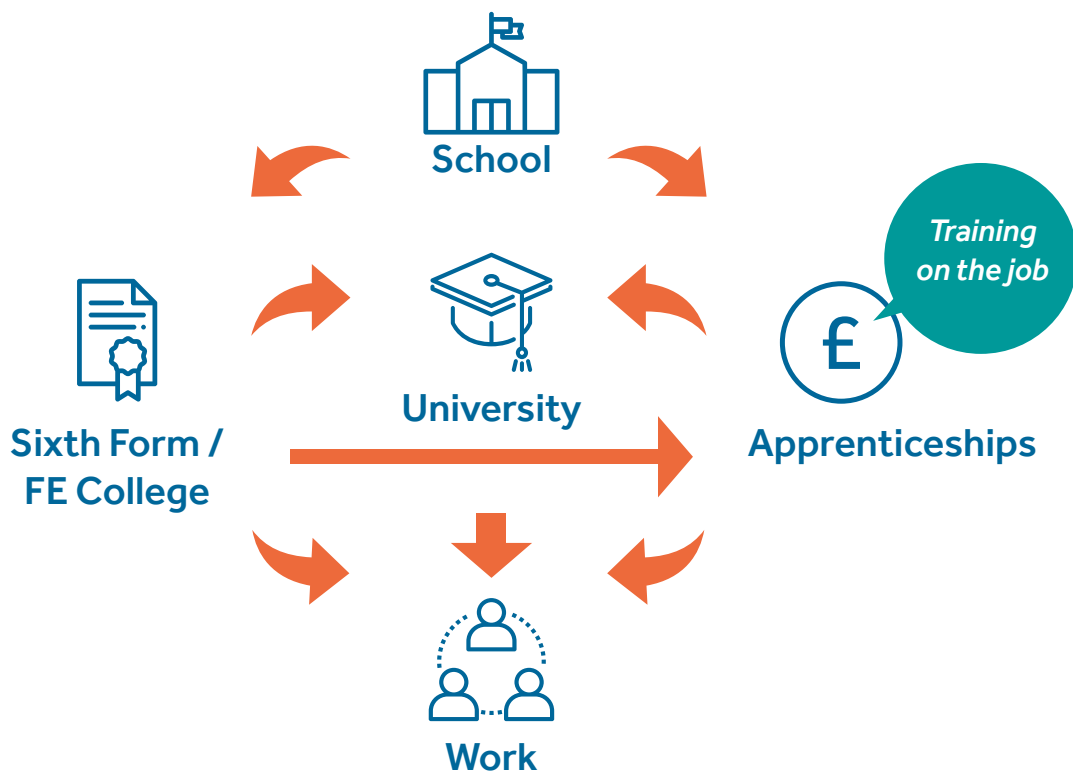 School
Training
on the job
£
University
Sixth Form /
FE College
Apprenticeships
Work